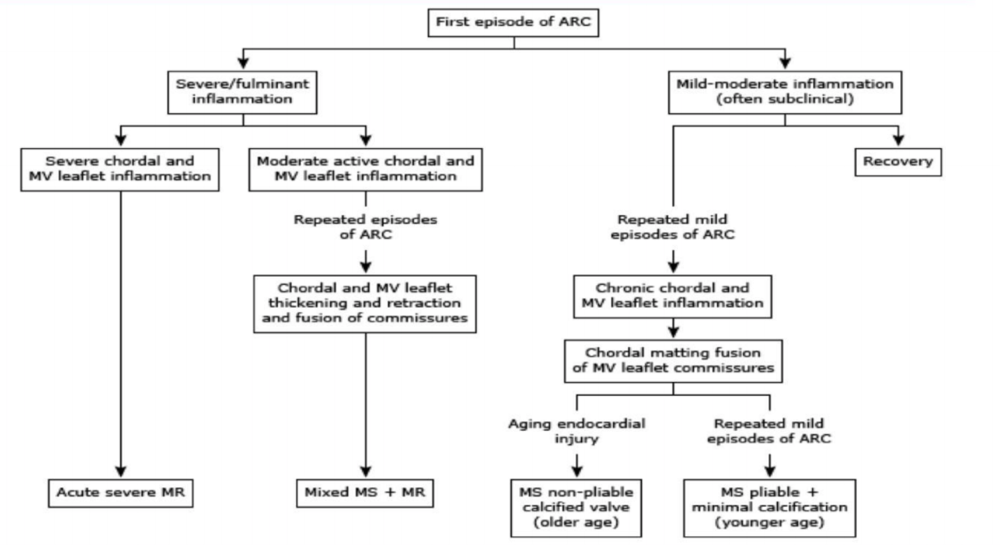 First episode of ARC
Severe/fulminant
inflammation
Mild-moderate inflammation
(often subclinical)
Severe chordal and
MV leaflet inflammation
Moderate active chordal and
MV leaflet inflammation
Recovery
Repeated episodes
of ARC
Repeated mild
episodes of ARC
Chordal and MV leaflet
thickening and retraction
and fusion of commissures
Chronic chordal and
MV leaflet inflammation
Chordal matting fusion
of MV leaflet commissures
Aging endocardial
injury
Repeated mild
episodes of ARC
Acute severe MR
Mixed MS + MR
MS non-pliable
calcified valve
(older age)
MS pliable +
minimal calcification
(younger age)